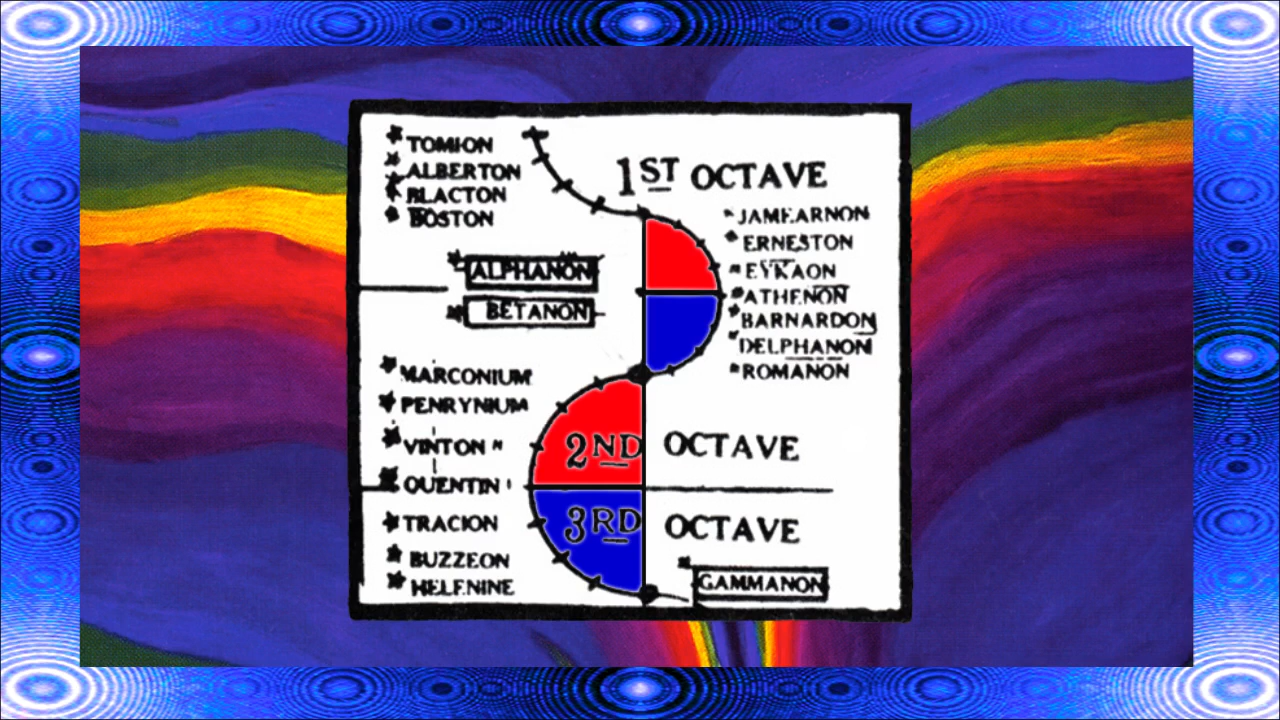 TOMION
ALBERTON
BLACTON
BOSTON
1ST OCTAVE
JAMEARNON
ERNESTON
EYKAON
ATHENON
BARNARDON
DELPHANON
ROMANON
ALPHANON
BETANON
MARCONIUM
PENRYNIUM
VINTON "
QUENTIN '
TRACION
BUZZEON
HELENINE
2ND OCTAVE
3RD OCTAVE
GAMMANON